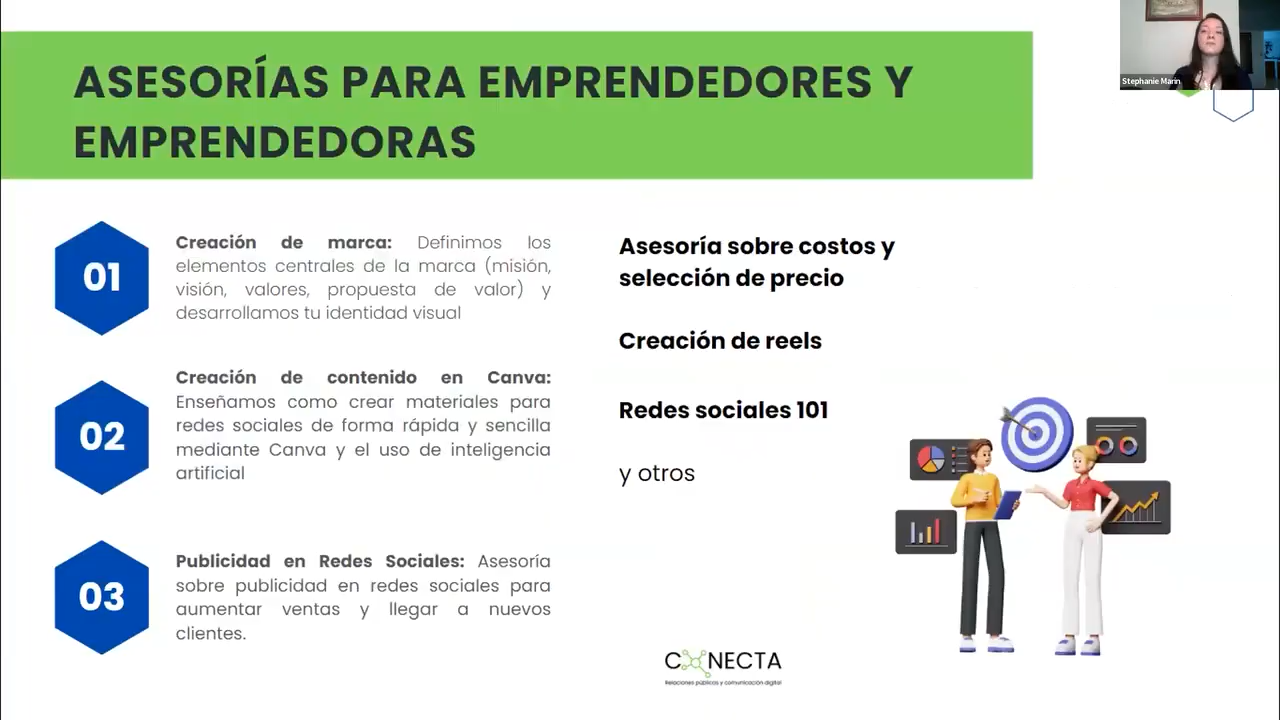 ASESORÍAS PARA EMPRENDEDORES Y
EMPRENDEDORAS
Stephanie Marin
01
Creación de marca: Definimos los
elementos centrales de la marca (misión,
visión, valores, propuesta de valor) y
desarrollamos tu identidad visual
02
Creación de contenido en Canva:
Enseñamos como crear materiales para
redes sociales de forma rápida y sencilla
mediante Canva y el uso de inteligencia
artificial
03
Publicidad en Redes Sociales: Asesoría
sobre publicidad en redes sociales para
aumentar ventas y llegar a nuevos
clientes.
Asesoría sobre costos y
selección de precio
Creación de reels
Redes sociales 101
y otros
CONECTA
Relaciones públicas y comunicación digital